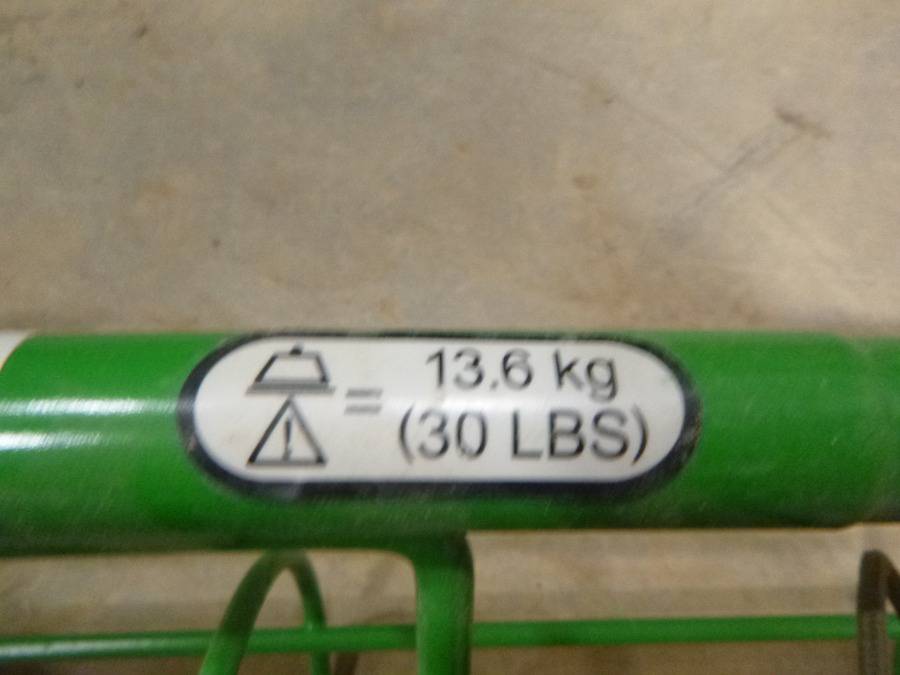 = 13.6 kg
(30 LBS)